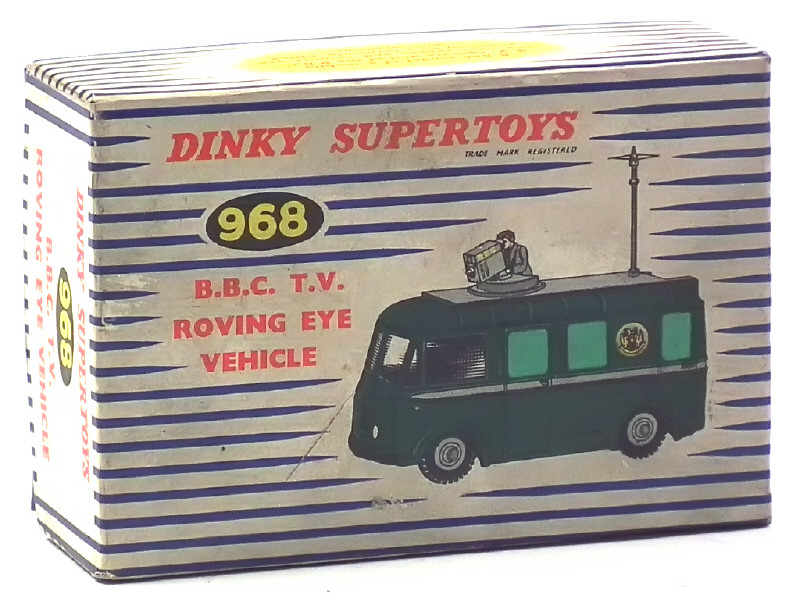 DINKY SUPERTOYS
TRADE MARK REGISTERED
968
B.B.C. T.V.
ROVING EYE
VEHICLE
DINKY SUPERTOYS
968
B.B.C. T.V.
ROVING EYE VEHICLE